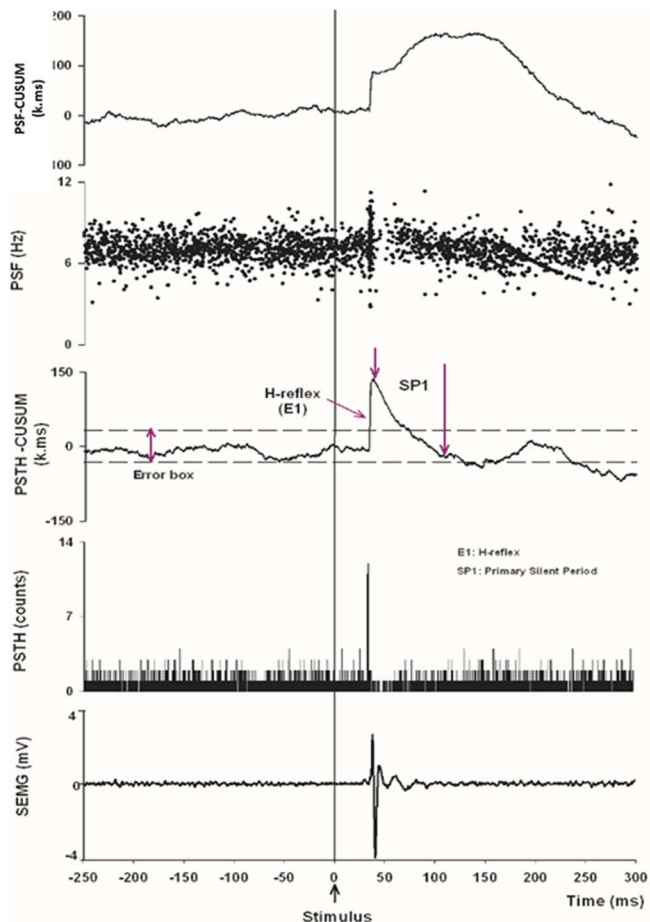 200
100
0
100
PSF-CUSUM
(k.ms)
12
6
0
PSF (Hz)
150
0
-150
PSTH -CUSUM
(k.ms)
H-reflex
(E1)
SP1
Error box
14
7
0
PSTH (counts)
E1: H-reflex
SP1: Primary Silent Period
4
0
-4
SEMG (mV)
-250 -200 -150 -100 -50 0 50 100 150 200 250 300
Time (ms)
Stimulus